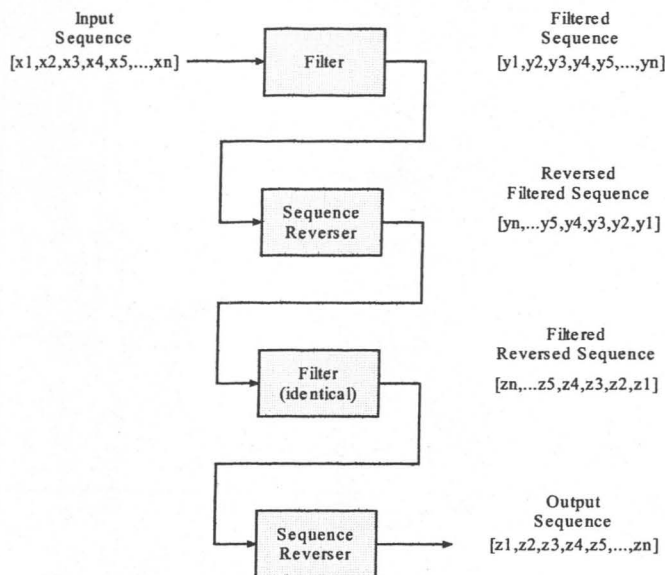 Input
Sequence
[x1,x2,x3,x4,x5,...,xn]
Filter
Filtered
Sequence
[y1,y2,y3,y4,y5,...,yn]
Sequence
Reverser
Reversed
Filtered Sequence
[yn,...y5,y4,y3,y2,y1]
Filter
(identical)
Filtered
Reversed Sequence
[zn,...z5,z4,z3,z2,z1]
Sequence
Reverser
Output
Sequence
[z1,z2,z3,z4,z5,...,zn]